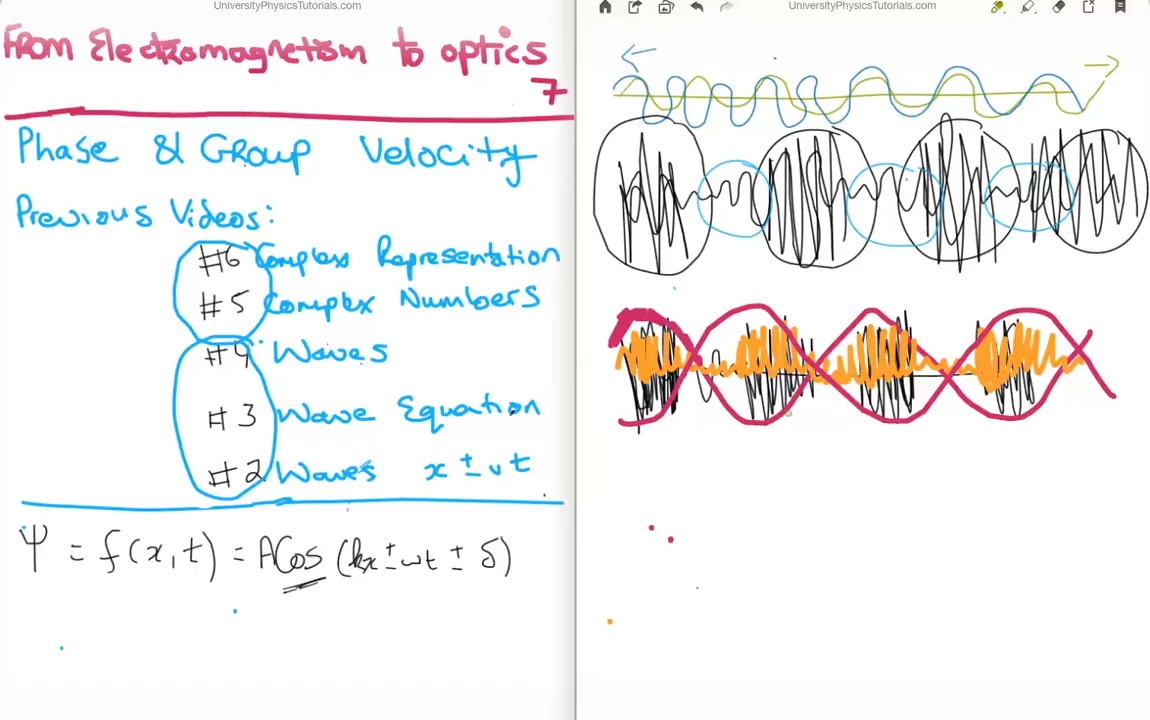 UniversityPhysicsTutorials.com
From Electromagnetism to optics
7
Phase & Group Velocity
Previous Videos:
#6 Complex Representation
#5 Complex Numbers
#4 Waves
#3 Wave Equation
#2 Waves x ± vt
Ψ = f(x,t) = A Cos (kx ± ωt ± δ)
UniversityPhysicsTutorials.com